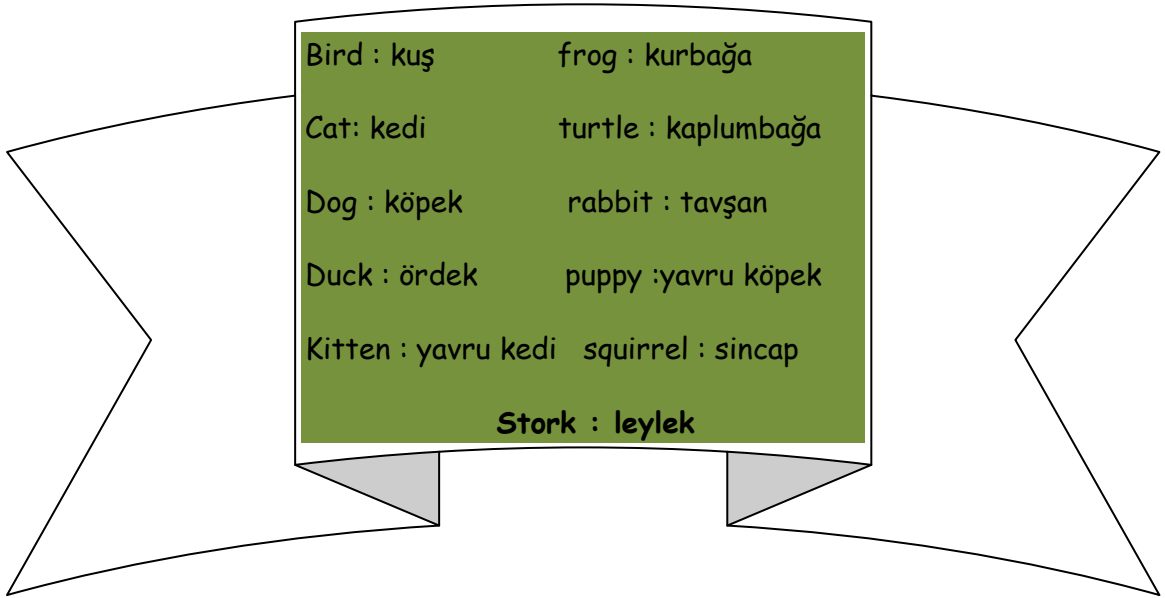 Bird : kuş frog : kurbağa
Cat: kedi turtle : kaplumbağa
Dog : köpek rabbit : tavşan
Duck : ördek puppy :yavru köpek
Kitten : yavru kedi squirrel : sincap
Stork : leylek